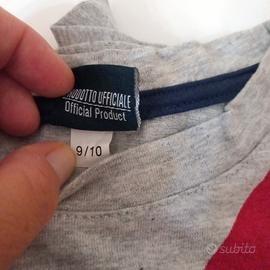 PRODOTTO UFFICIALE
Official Product
9/10
subito